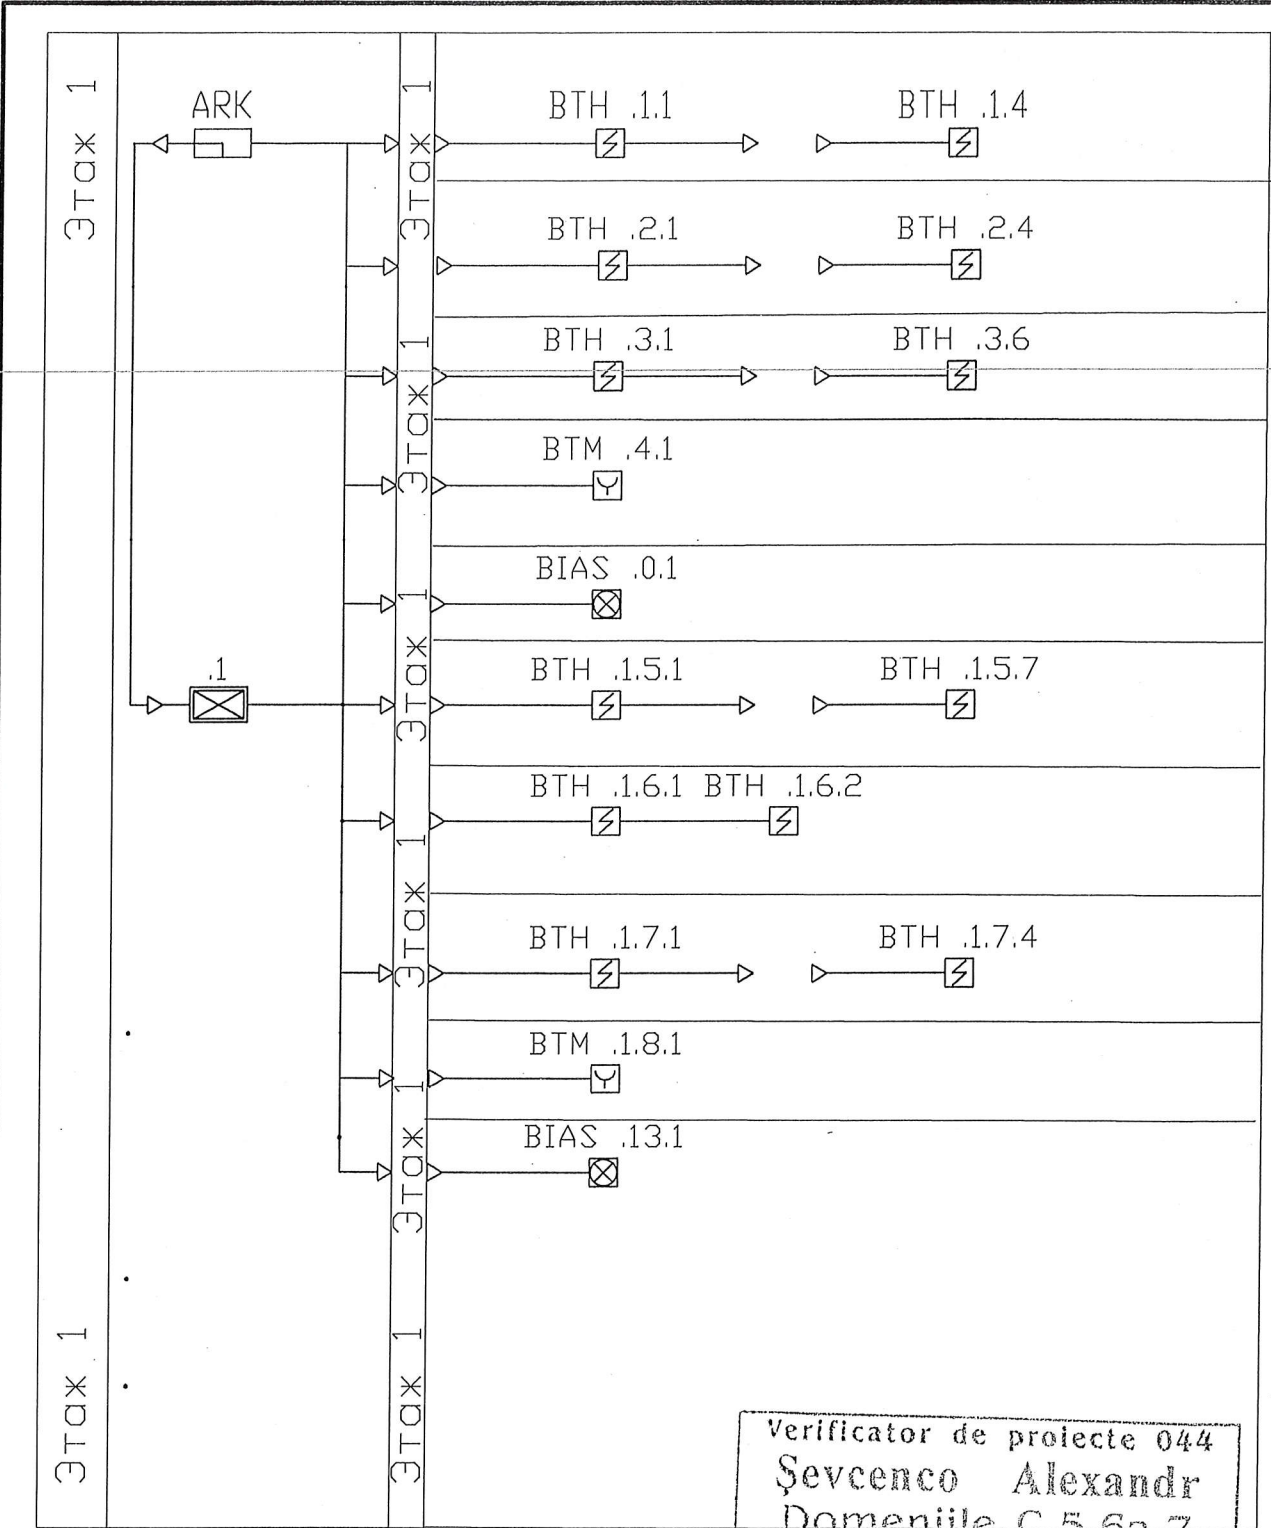 Этаж 1
ARK
Этаж 1
BTH .1.1
BTH .1.4
BTH .2.1
BTH .2.4
Этаж 1
BTH .3.1
BTH .3.6
BTM .4.1
BIAS .0.1
Этаж 1
.1
BTH .1.5.1
BTH .1.5.7
BTH .1.6.1 BTH .1.6.2
Этаж 1
BTH .1.7.1
BTH .1.7.4
BTM .1.8.1
Этаж 1
BIAS .13.1
Этаж 1
Этаж 1
Verificator de proiecte 044
Şevcenco Alexandr
Domeniile C.5,6a,7